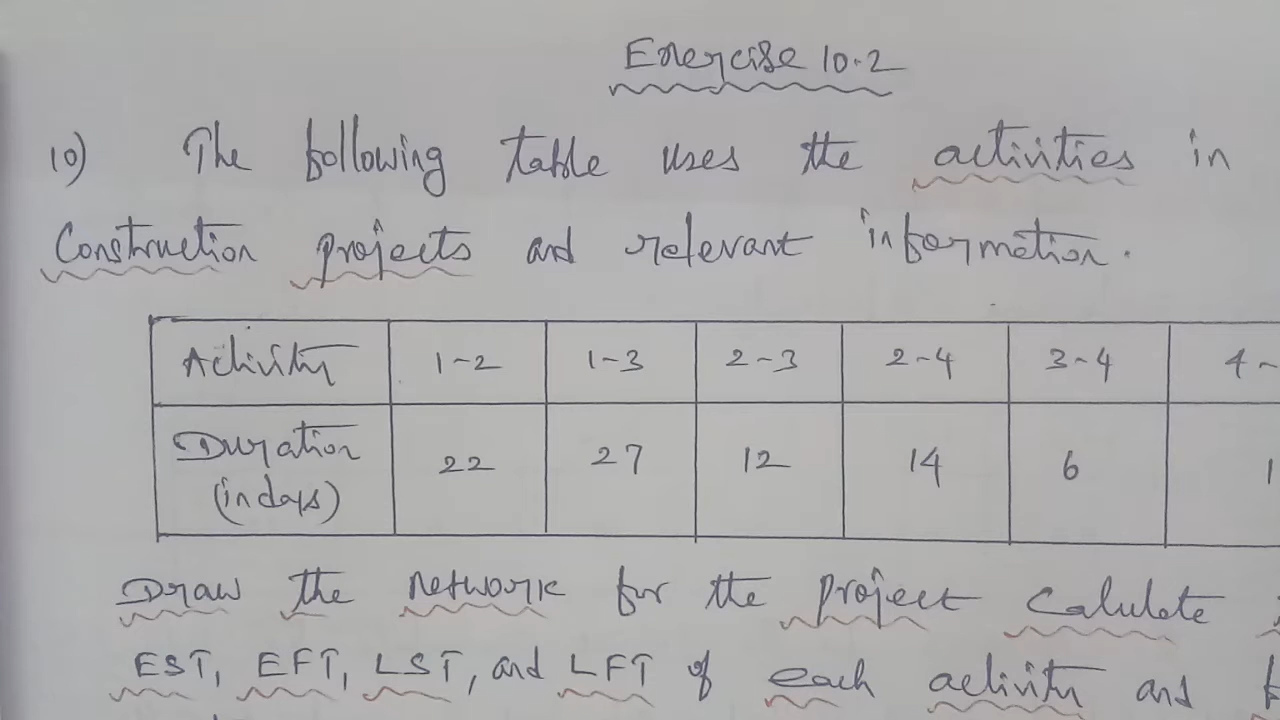 Exercise 10.2
10) The following table uses the activities in
Construction projects and relevant information.
Activity 1-2 1-3 2-3 2-4 3-4 4-
Duration (in days) 22 27 12 14 6 1
Draw the network for the project Calulate
EST, EFT, LST, and LFT of each activity and